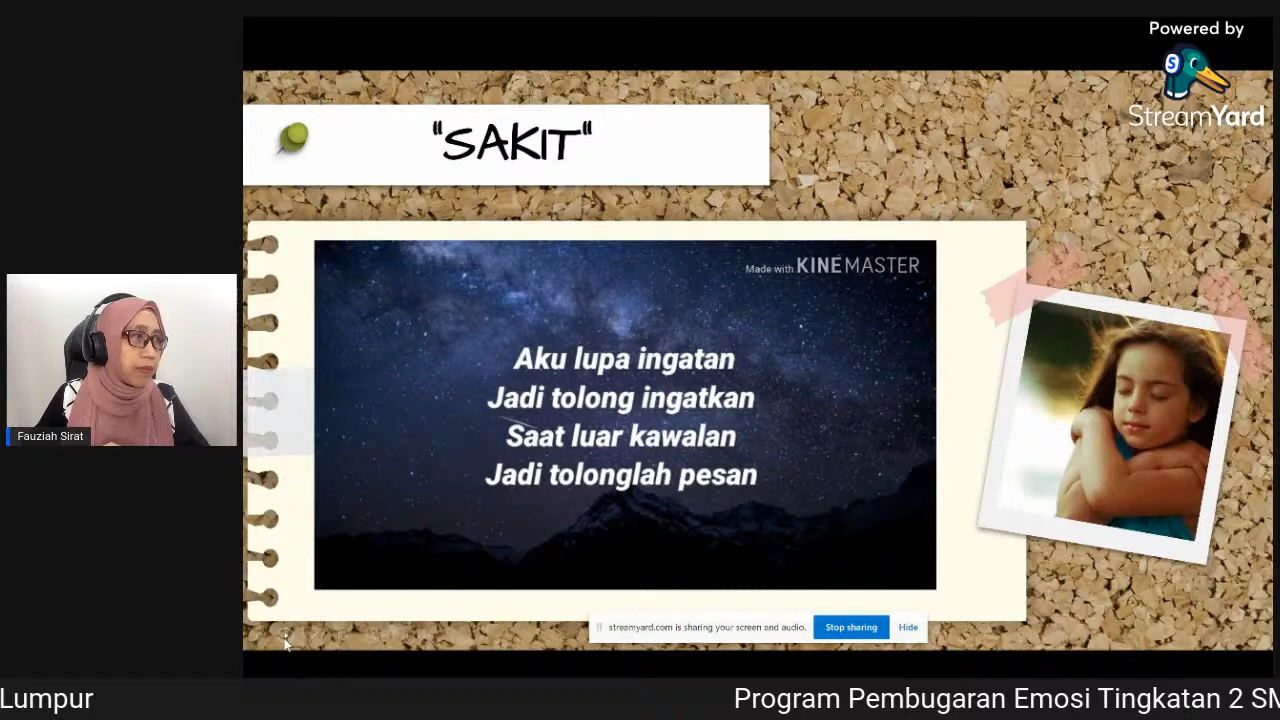 Powered by
StreamYard
"SAKIT"
Made with KINEMASTER
Aku lupa ingatan
Jadi tolong ingatkan
Saat luar kawalan
Jadi tolonglah pesan
Fauziah Sirat
streamyard.com is sharing your screen and audio.
Stop sharing
Hide
Lumpur
Program Pembugaran Emosi Tingkatan 2